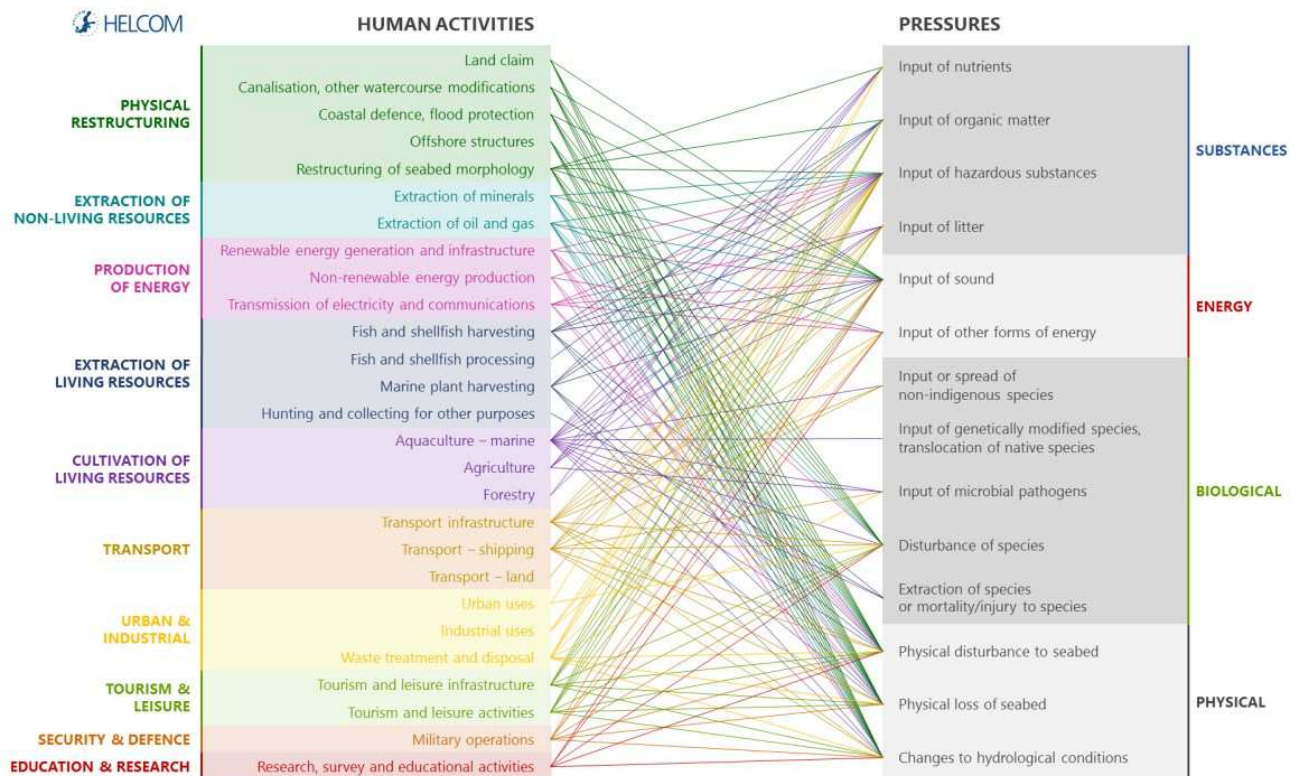 HELCOM
HUMAN ACTIVITIES
PRESSURES
PHYSICAL
RESTRUCTURING
Land claim
Canalisation, other watercourse modifications
Coastal defence, flood protection
Offshore structures
Restructuring of seabed morphology
EXTRACTION OF
NON-LIVING RESOURCES
Extraction of minerals
Extraction of oil and gas
PRODUCTION
OF ENERGY
Renewable energy generation and infrastructure
Non-renewable energy production
Transmission of electricity and communications
EXTRACTION OF
LIVING RESOURCES
Fish and shellfish harvesting
Fish and shellfish processing
Marine plant harvesting
Hunting and collecting for other purposes
CULTIVATION OF
LIVING RESOURCES
Aquaculture – marine
Agriculture
Forestry
TRANSPORT
Transport infrastructure
Transport – shipping
Transport – land
URBAN &
INDUSTRIAL
Urban uses
Industrial uses
Waste treatment and disposal
TOURISM &
LEISURE
Tourism and leisure infrastructure
Tourism and leisure activities
SECURITY & DEFENCE
Military operations
EDUCATION & RESEARCH
Research, survey and educational activities
Input of nutrients
Input of organic matter
Input of hazardous substances
Input of litter
SUBSTANCES
Input of sound
Input of other forms of energy
ENERGY
Input or spread of
non-indigenous species
Input of genetically modified species,
translocation of native species
Input of microbial pathogens
Disturbance of species
Extraction of species
or mortality/injury to species
BIOLOGICAL
Physical disturbance to seabed
Physical loss of seabed
Changes to hydrological conditions
PHYSICAL